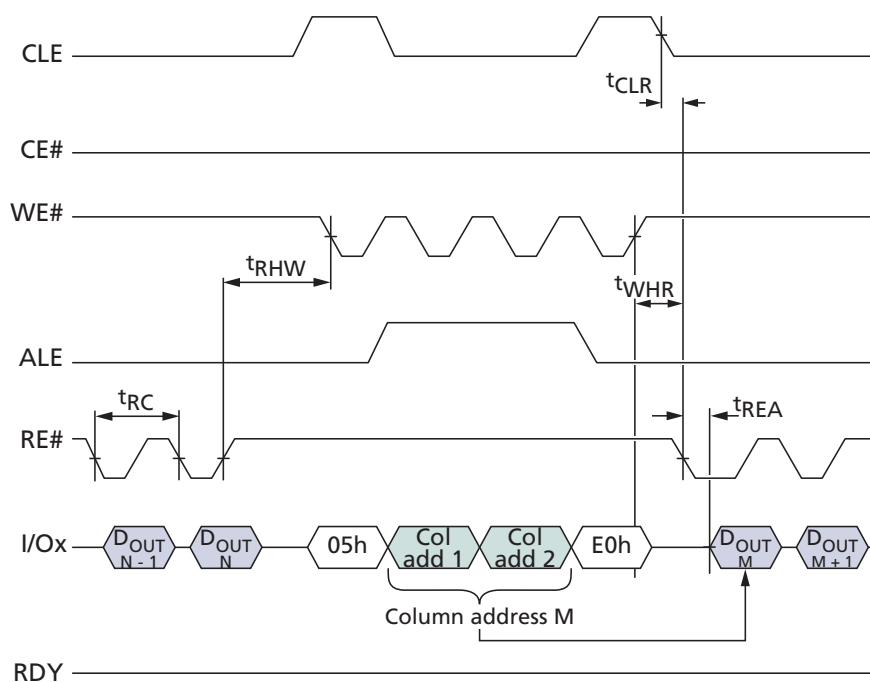 CLE
tCLR
CE#
WE#
tRHW
tWHR
ALE
tRC
tREA
RE#
I/Ox
DOUT
N - 1
DOUT
N
05h
Col
add 1
Col
add 2
E0h
DOUT
M
DOUT
M + 1
Column address M
RDY